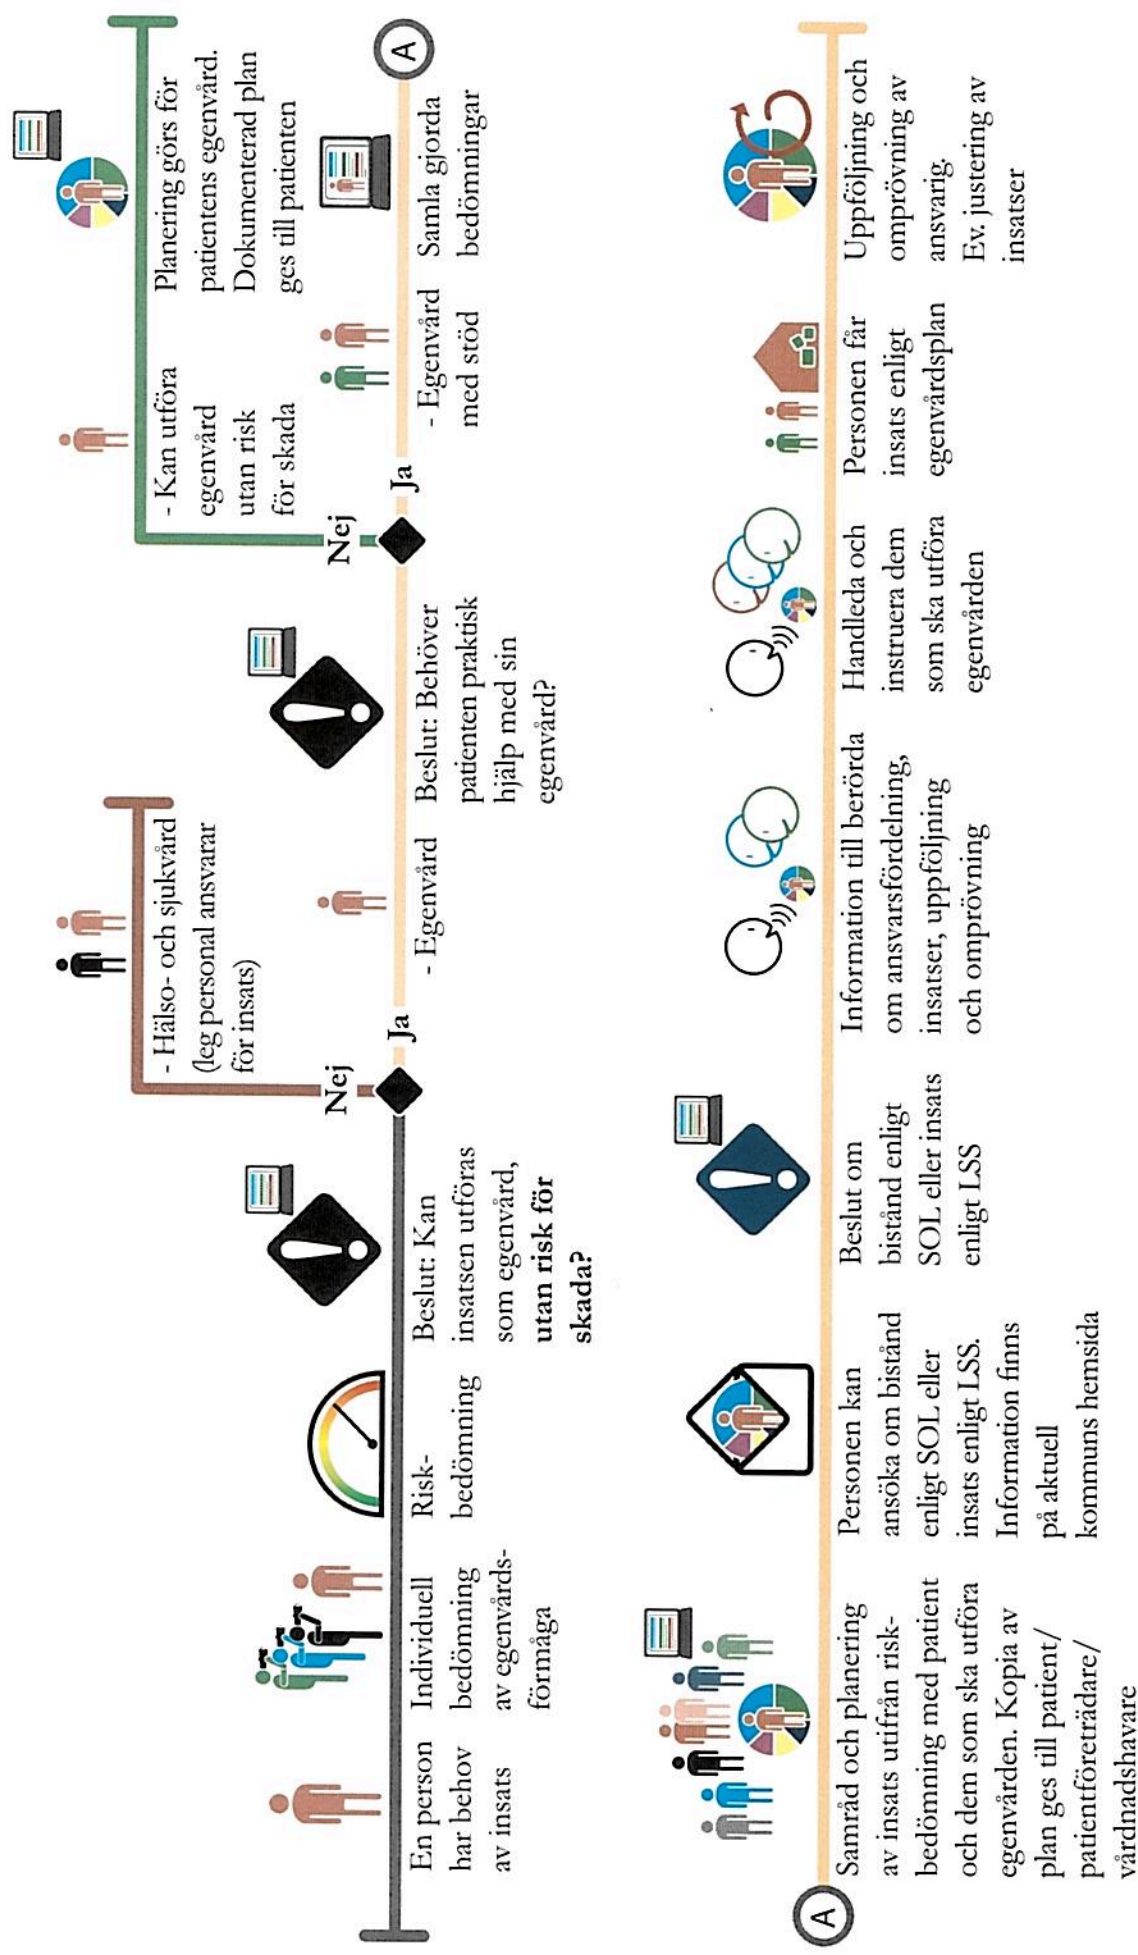 En person
har behov
av insats
Individuell
bedömning
av egenvårds-
förmåga
Risk-
bedömning
Beslut: Kan
insatsen utföras
som egenvård,
utan risk för
skada?
Nej
- Hälso- och sjukvård
(leg personal ansvarar
för insats)
Ja
- Egenvård
Beslut: Behöver
patienten praktisk
hjälp med sin
egenvård?
Nej
- Kan utföra
egenvård
utan risk
för skada
Planering görs för
patientens egenvård.
Dokumenterad plan
ges till patienten
Ja
- Egenvård
med stöd
Samla gjorda
bedömningar
A
A
Samråd och planering
av insats utifrån risk-
bedömning med patient
och dem som ska utföra
egenvården. Kopia av
plan ges till patient/
patientföreträdare/
vårdnadshavare
Personen kan
ansöka om bistånd
enligt SOL eller
insats enligt LSS.
Information finns
på aktuell
kommuns hemsida
Beslut om
bistånd enligt
SOL eller insats
enligt LSS
Information till berörda
om ansvarsfördelning,
insatser, uppföljning
och omprövning
Handleda och
instruera dem
som ska utföra
egenvården
Personen får
insats enligt
egenvårdsplan
Uppföljning och
omprövning av
ansvarig.
Ev. justering av
insatser